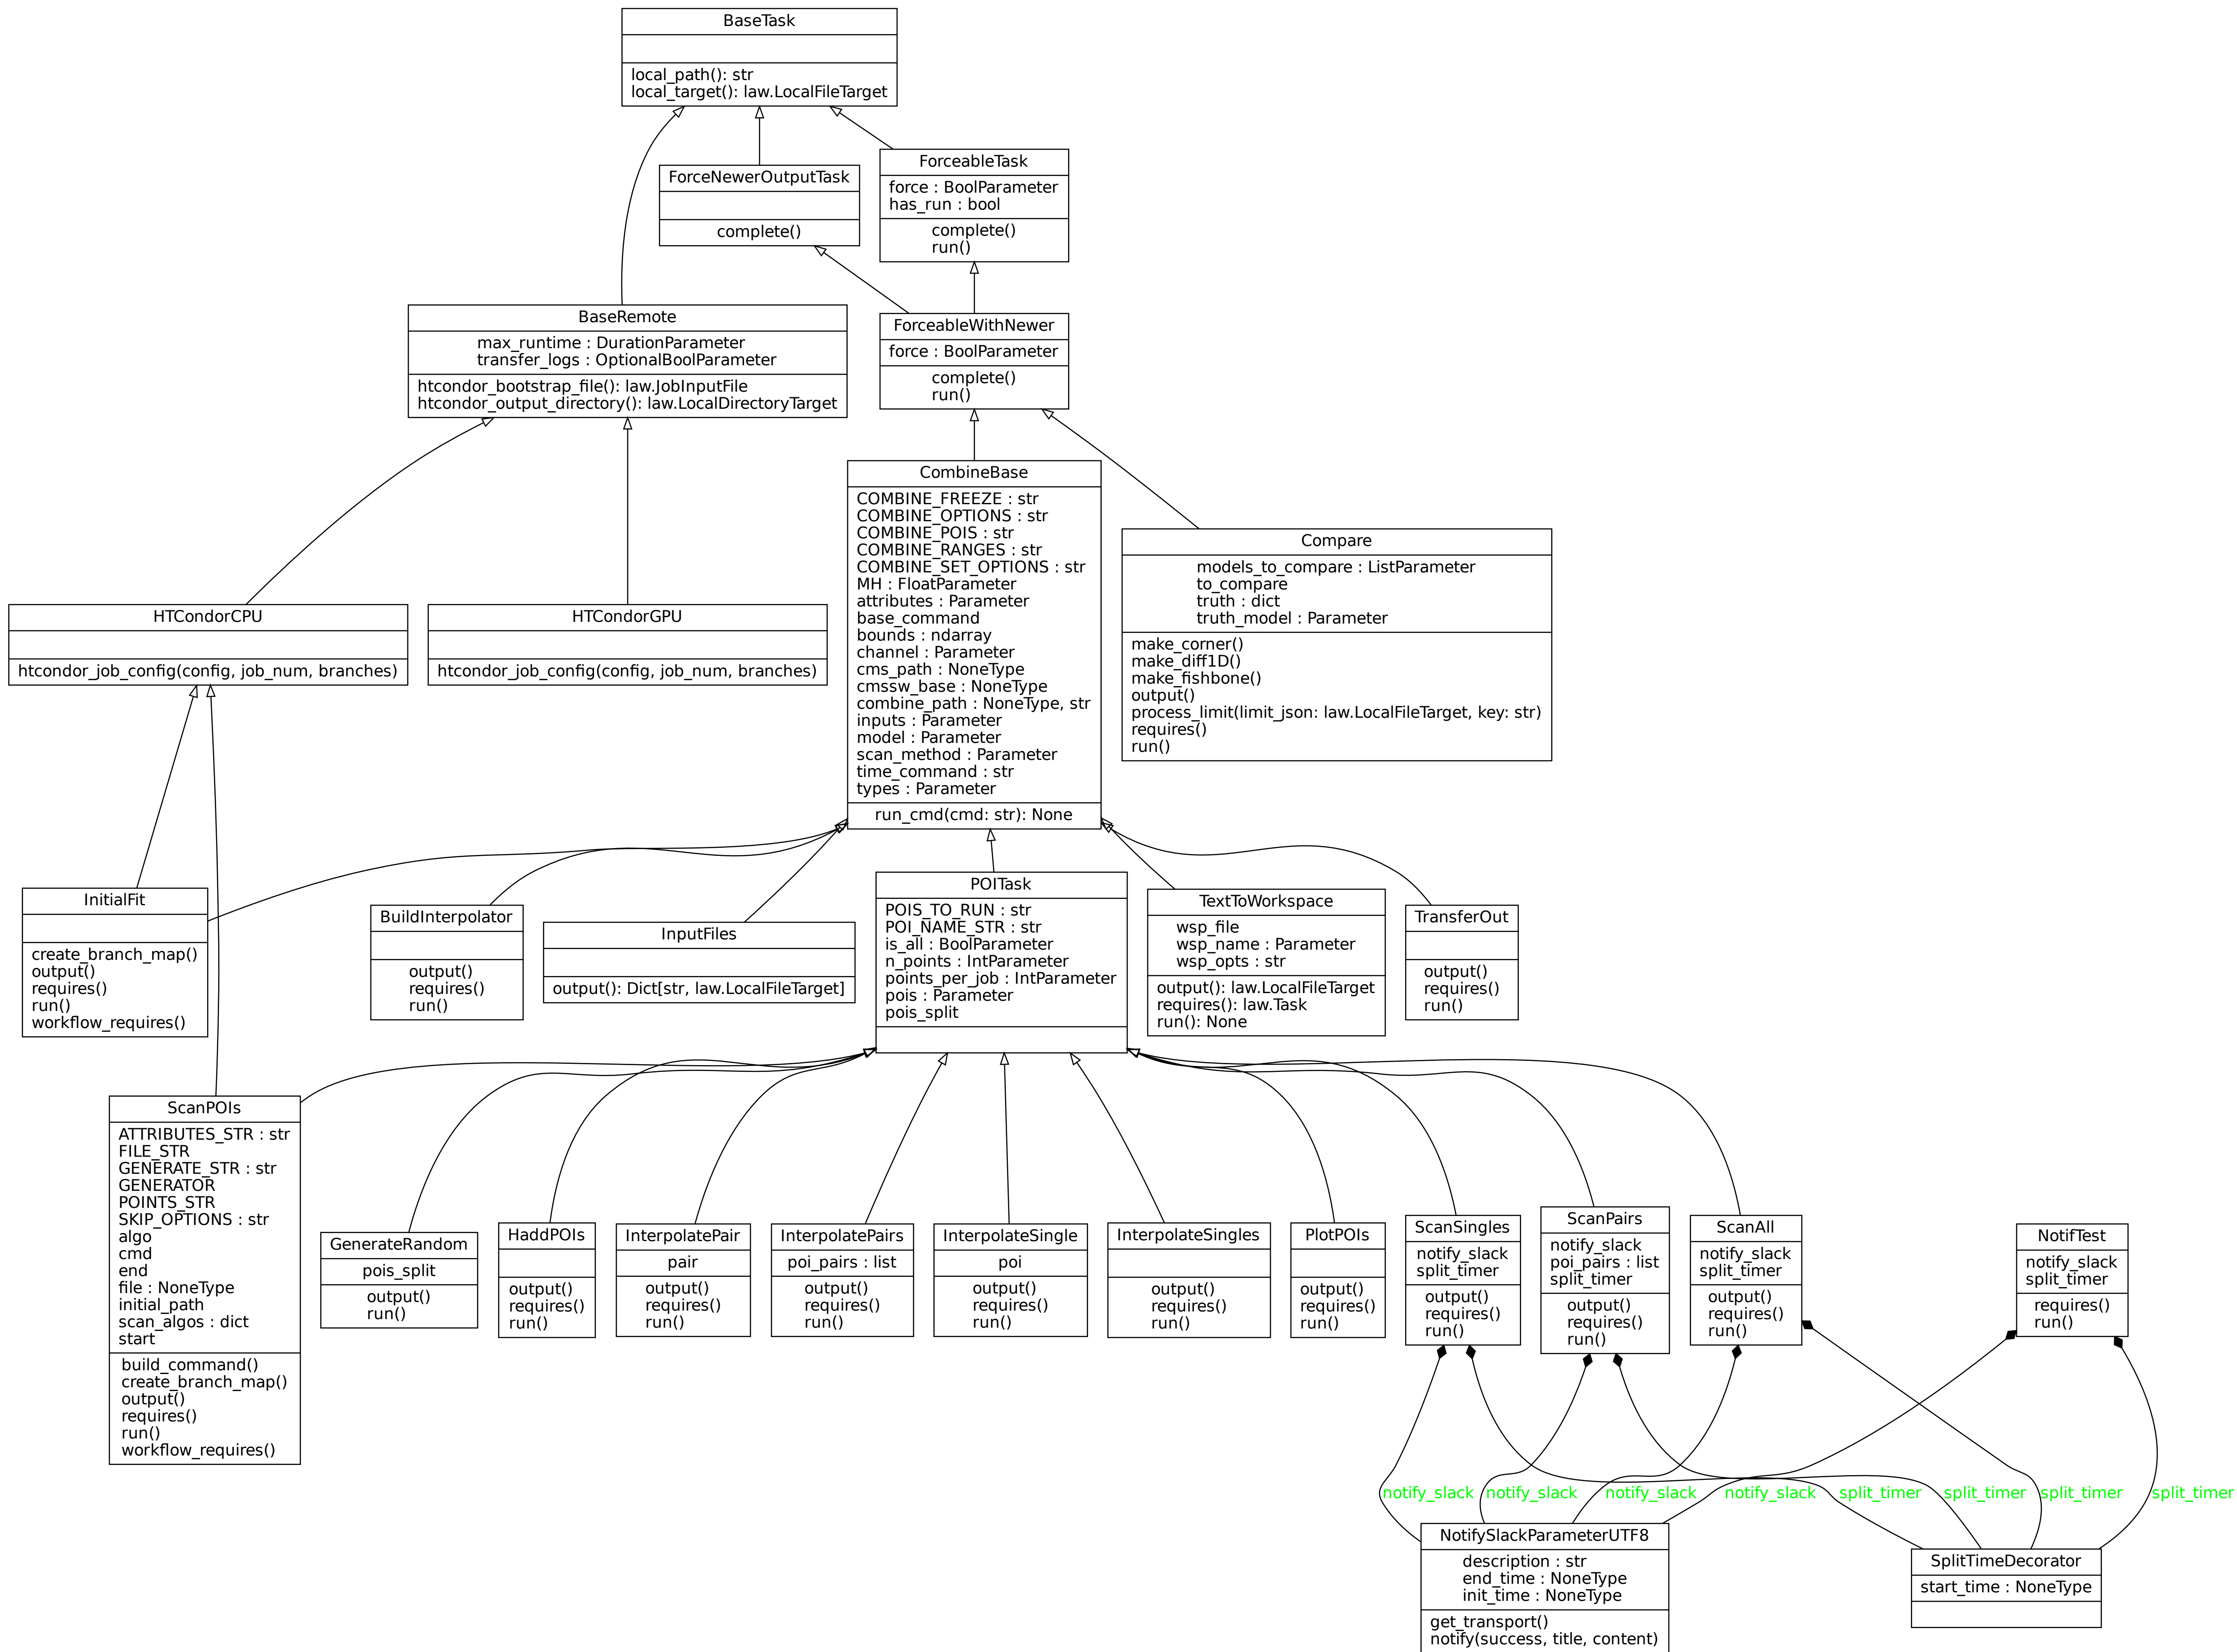 BaseTask
local_path(): str
local_target(): law.LocalFileTarget
ForceNewerOutputTask
complete()
ForceableTask
force : BoolParameter
has_run : bool
complete()
run()
BaseRemote
max_runtime : DurationParameter
transfer_logs : OptionalBoolParameter
htcondor_bootstrap_file(): law.JobInputFile
htcondor_output_directory(): law.LocalDirectoryTarget
ForceableWithNewer
force : BoolParameter
complete()
run()
CombineBase
COMBINE_FREEZE : str
COMBINE_OPTIONS : str
COMBINE_POIS : str
COMBINE_RANGES : str
COMBINE_SET_OPTIONS : str
MH : FloatParameter
attributes : Parameter
base_command
bounds : ndarray
channel : Parameter
cms_path : NoneType
cmssw_base : NoneType
combine_path : NoneType, str
inputs : Parameter
model : Parameter
scan_method : Parameter
time_command : str
types : Parameter
run_cmd(cmd: str): None
Compare
models_to_compare : ListParameter
to_compare
truth : dict
truth_model : Parameter
make_corner()
make_diff1D()
make_fishbone()
output()
process_limit(limit_json: law.LocalFileTarget, key: str)
requires()
run()
HTCondorCPU
htcondor_job_config(config, job_num, branches)
HTCondorGPU
htcondor_job_config(config, job_num, branches)
InitialFit
create_branch_map()
output()
requires()
run()
workflow_requires()
BuildInterpolator
output()
requires()
run()
InputFiles
output(): Dict[str, law.LocalFileTarget]
POITask
POIS_TO_RUN : str
POI_NAME_STR : str
is_all : BoolParameter
n_points : IntParameter
points_per_job : IntParameter
pois : Parameter
pois_split
TextToWorkspace
wsp_file
wsp_name : Parameter
wsp_opts : str
output(): law.LocalFileTarget
requires(): law.Task
run(): None
TransferOut
output()
requires()
run()
ScanPOIs
ATTRIBUTES_STR : str
FILE_STR
GENERATE_STR : str
GENERATOR
POINTS_STR
SKIP_OPTIONS : str
algo
cmd
end
file : NoneType
initial_path
scan_algos : dict
start
build_command()
create_branch_map()
output()
requires()
run()
workflow_requires()
GenerateRandom
pois_split
output()
run()
HaddPOIs
output()
requires()
run()
InterpolatePair
pair
output()
requires()
run()
InterpolatePairs
poi_pairs : list
output()
requires()
run()
InterpolateSingle
poi
output()
requires()
run()
InterpolateSingles
output()
requires()
run()
PlotPOIs
output()
requires()
run()
ScanSingles
notify_slack
split_timer
output()
requires()
run()
ScanPairs
notify_slack
poi_pairs : list
split_timer
output()
requires()
run()
ScanAll
notify_slack
split_timer
output()
requires()
run()
NotifTest
notify_slack
split_timer
requires()
run()
notify_slack
notify_slack
notify_slack
notify_slack
split_timer
split_timer
split_timer
split_timer
NotifySlackParameterUTF8
description : str
end_time : NoneType
init_time : NoneType
get_transport()
notify(success, title, content)
SplitTimeDecorator
start_time : NoneType